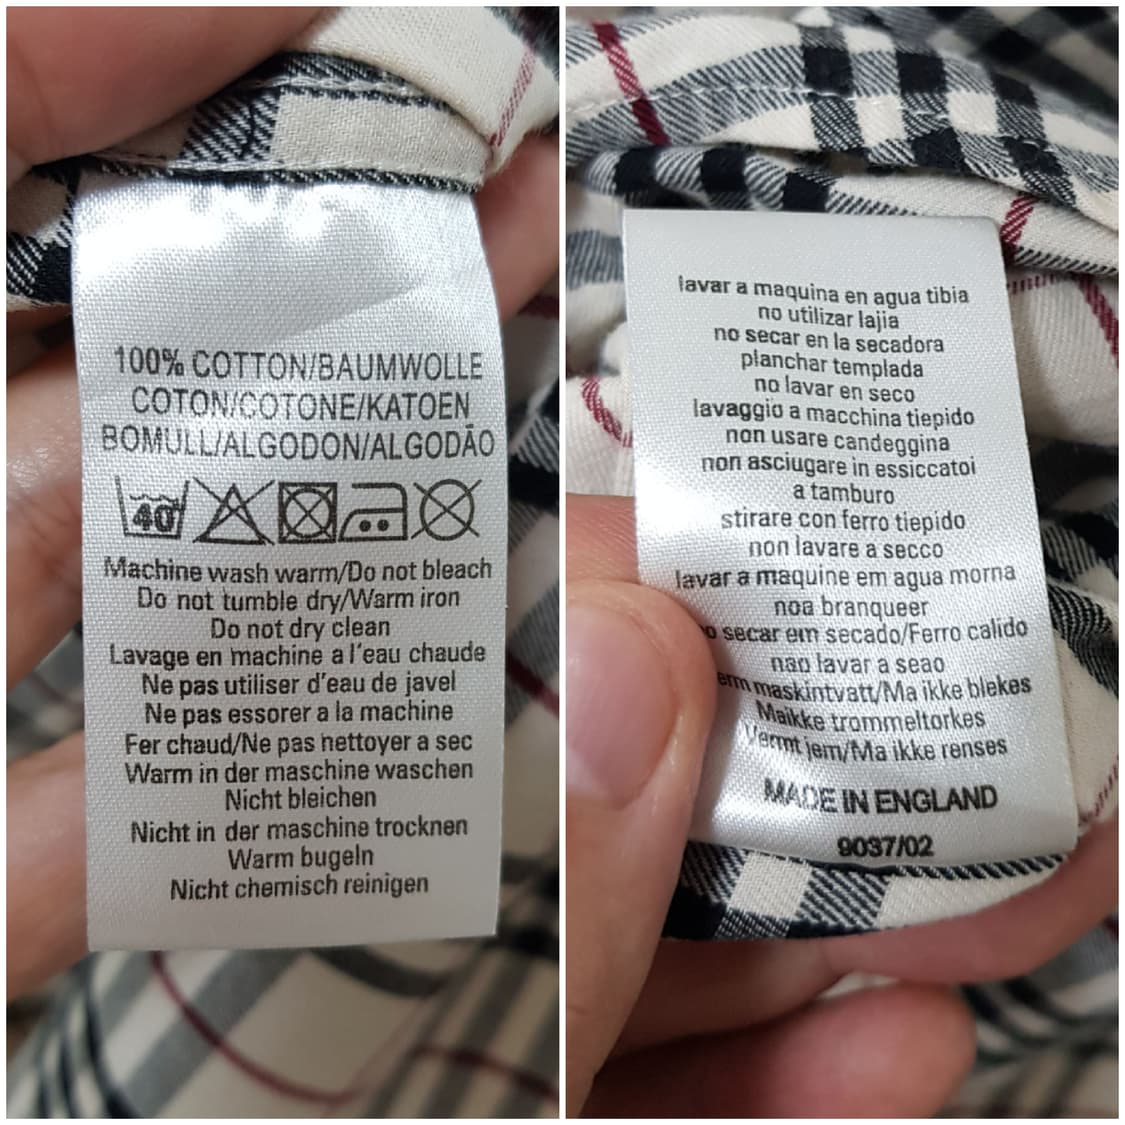 100% COTTON/BAUMWOLLE
COTON/COTONE/KATOEN
BOMULL/ALGODON/ALGODÃO
40°
Machine wash warm/Do not bleach
Do not tumble dry/Warm iron
Do not dry clean
Lavage en machine a l'eau chaude
Ne pas utiliser d'eau de javel
Ne pas essorer a la machine
Fer chaud/Ne pas nettoyer a sec
Warm in der maschine waschen
Nicht bleichen
Nicht in der maschine trocknen
Warm bugeln
Nicht chemisch reinigen
lavar a maquina en agua tibia
no utilizar lajia
no secar en la secadora
planchar templada
no lavar en seco
lavaggio a macchina tiepido
non usare candeggina
non asciugare in essiccatoi
a tamburo
stirare con ferro tiepido
non lavare a secco
lavar a maquine em agua morna
noa branqueer
secar em secado/Ferro calido
nao lavar a seao
maskintvatt/Ma ikke blekes
Maikke trommeltorkes
jem/Ma ikke renses
MADE IN ENGLAND
9037/02